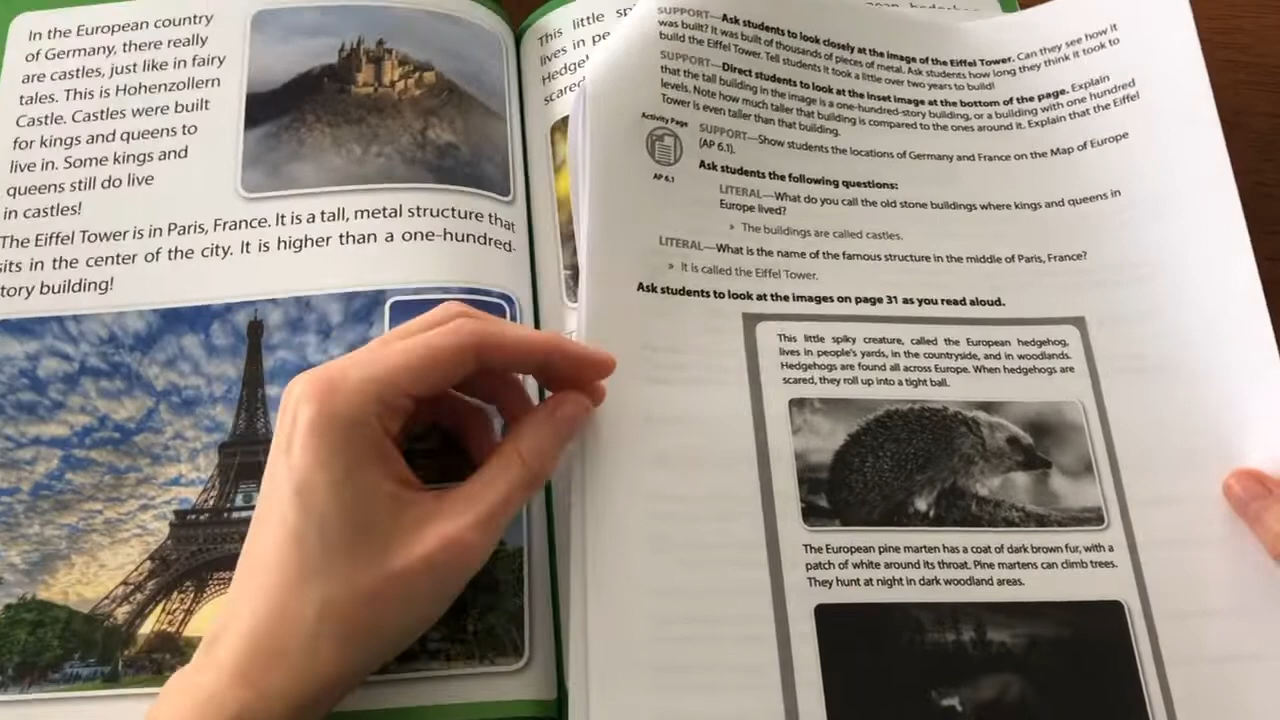 In the European country
of Germany, there really
are castles, just like in fairy
tales. This is Hohenzollern
Castle. Castles were built
for kings and queens to
live in. Some kings and
queens still do live
in castles!
The Eiffel Tower is in Paris, France. It is a tall, metal structure that
sits in the center of the city. It is higher than a one-hundred-
tory building!
This little
lives in pe
Hedgeh
scared
SUPPORT—Ask students to look closely at the image of the Eiffel Tower. Can they see how it
was built? It was built of thousands of pieces of metal. Ask students how long they think it took to
build the Eiffel Tower. Tell students it took a little over two years to build!
SUPPORT—Direct students to look at the inset image at the bottom of the page. Explain
that the tall building in the image is a one-hundred-story building, or a building with one hundred
levels. Note how much taller that building is compared to the ones around it. Explain that the Eiffel
Tower is even taller than that building.
Activity Page
AP 6.1
SUPPORT—Show students the locations of Germany and France on the Map of Europe
(AP 6.1).
Ask students the following questions:
LITERAL—What do you call the old stone buildings where kings and queens in
Europe lived?
» The buildings are called castles.
LITERAL—What is the name of the famous structure in the middle of Paris, France?
» It is called the Eiffel Tower.
Ask students to look at the images on page 31 as you read aloud.
This little spiky creature, called the European hedgehog,
lives in people's yards, in the countryside, and in woodlands.
Hedgehogs are found all across Europe. When hedgehogs are
scared, they roll up into a tight ball.
The European pine marten has a coat of dark brown fur, with a
patch of white around its throat. Pine martens can climb trees.
They hunt at night in dark woodland areas.